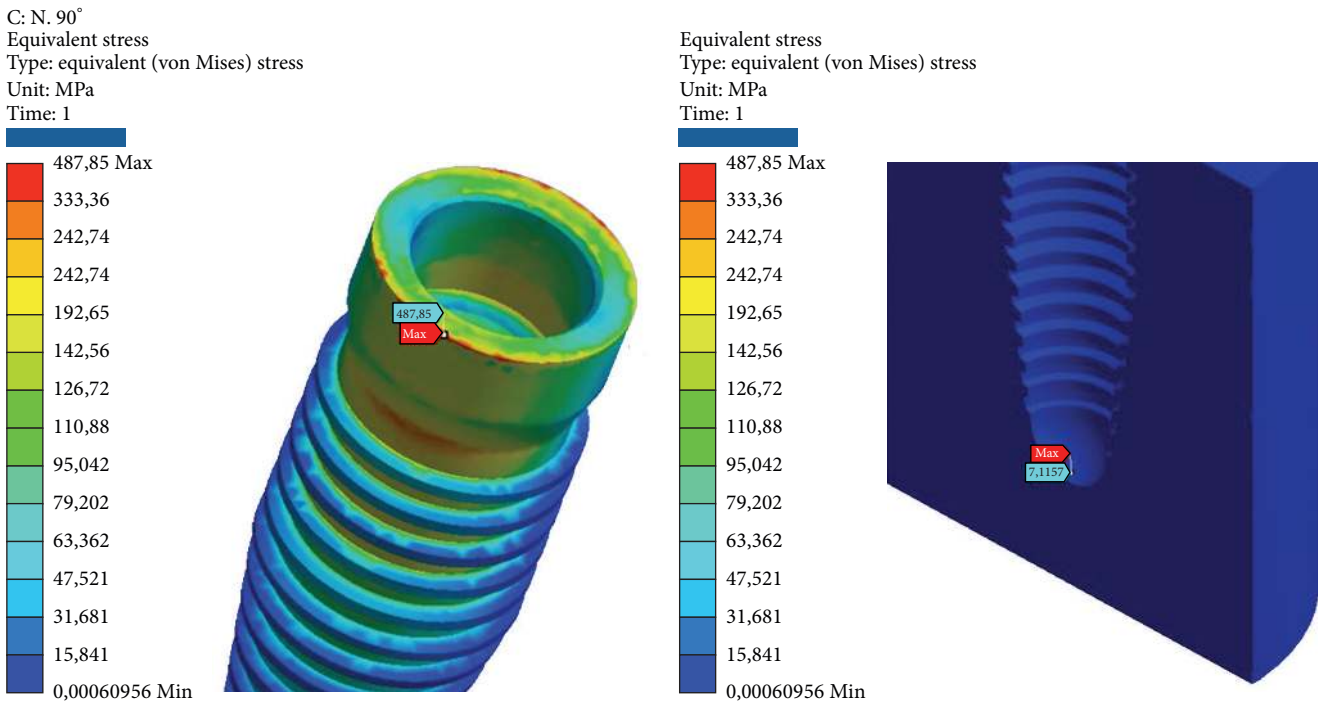 C: N. 90°
Equivalent stress
Type: equivalent (von Mises) stress
Unit: MPa
Time: 1
487,85 Max
333,36
242,74
242,74
192,65
142,56
126,72
110,88
95,042
79,202
63,362
47,521
31,681
15,841
0,00060956 Min
487,85
Max
Equivalent stress
Type: equivalent (von Mises) stress
Unit: MPa
Time: 1
487,85 Max
333,36
242,74
242,74
192,65
142,56
126,72
110,88
95,042
79,202
63,362
47,521
31,681
15,841
0,00060956 Min
Max
7,1157